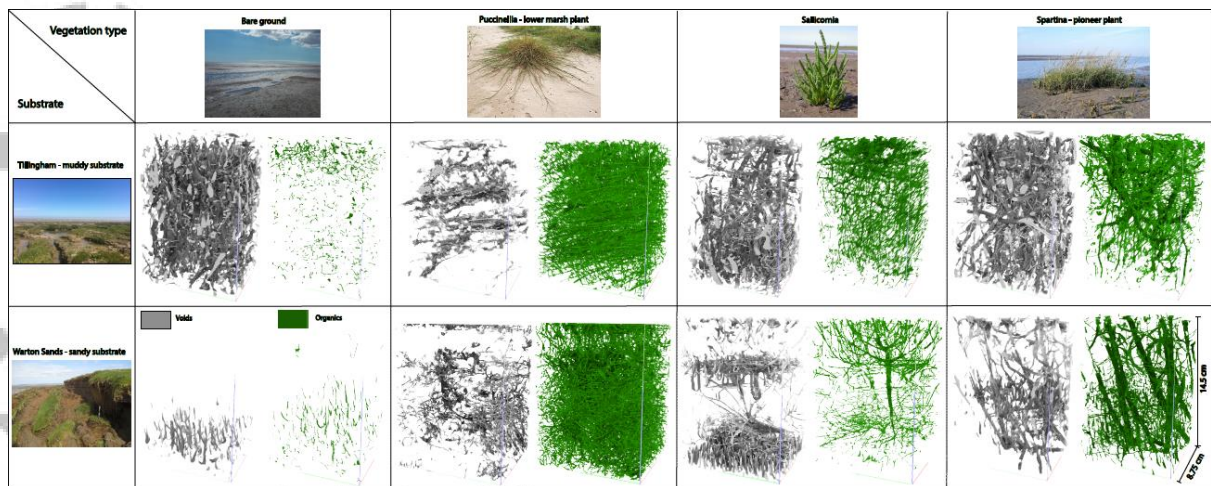 Vegetation type
Substrate
Bare ground
Puccinellia - lower marsh plant
Sallicornia
Spartina - pioneer plant
Tillingham - muddy substrate
Warton Sands - sandy substrate
Voids
Organics
14.5 cm
8.75 cm